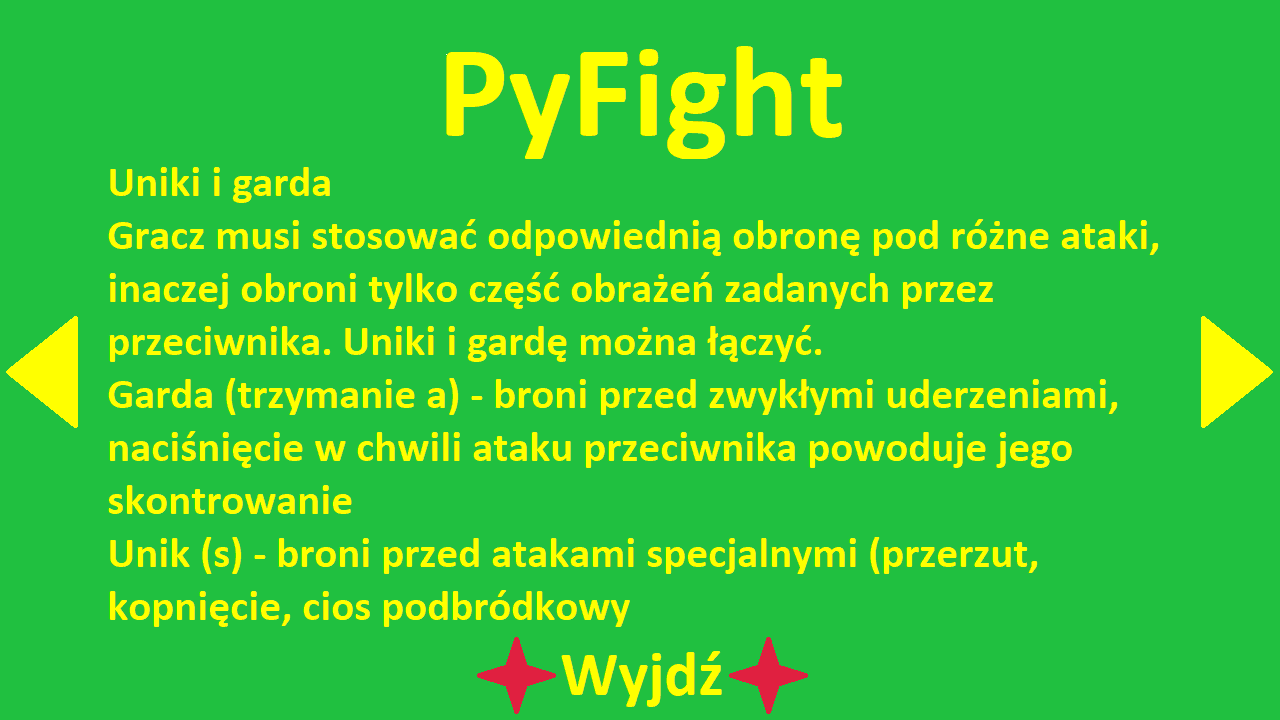 PyFight
Uniki i garda
Gracz musi stosować odpowiednią obronę pod różne ataki,
inaczej obroni tylko część obrażeń zadanych przez
przeciwnika. Uniki i gardę można łączyć.
Garda (trzymanie a) - broni przed zwykłymi uderzeniami,
naciśnięcie w chwili ataku przeciwnika powoduje jego
skontrowanie
Unik (s) - broni przed atakami specjalnymi (przerzut,
kopnięcie, cios podbródkowy
Wyjdź